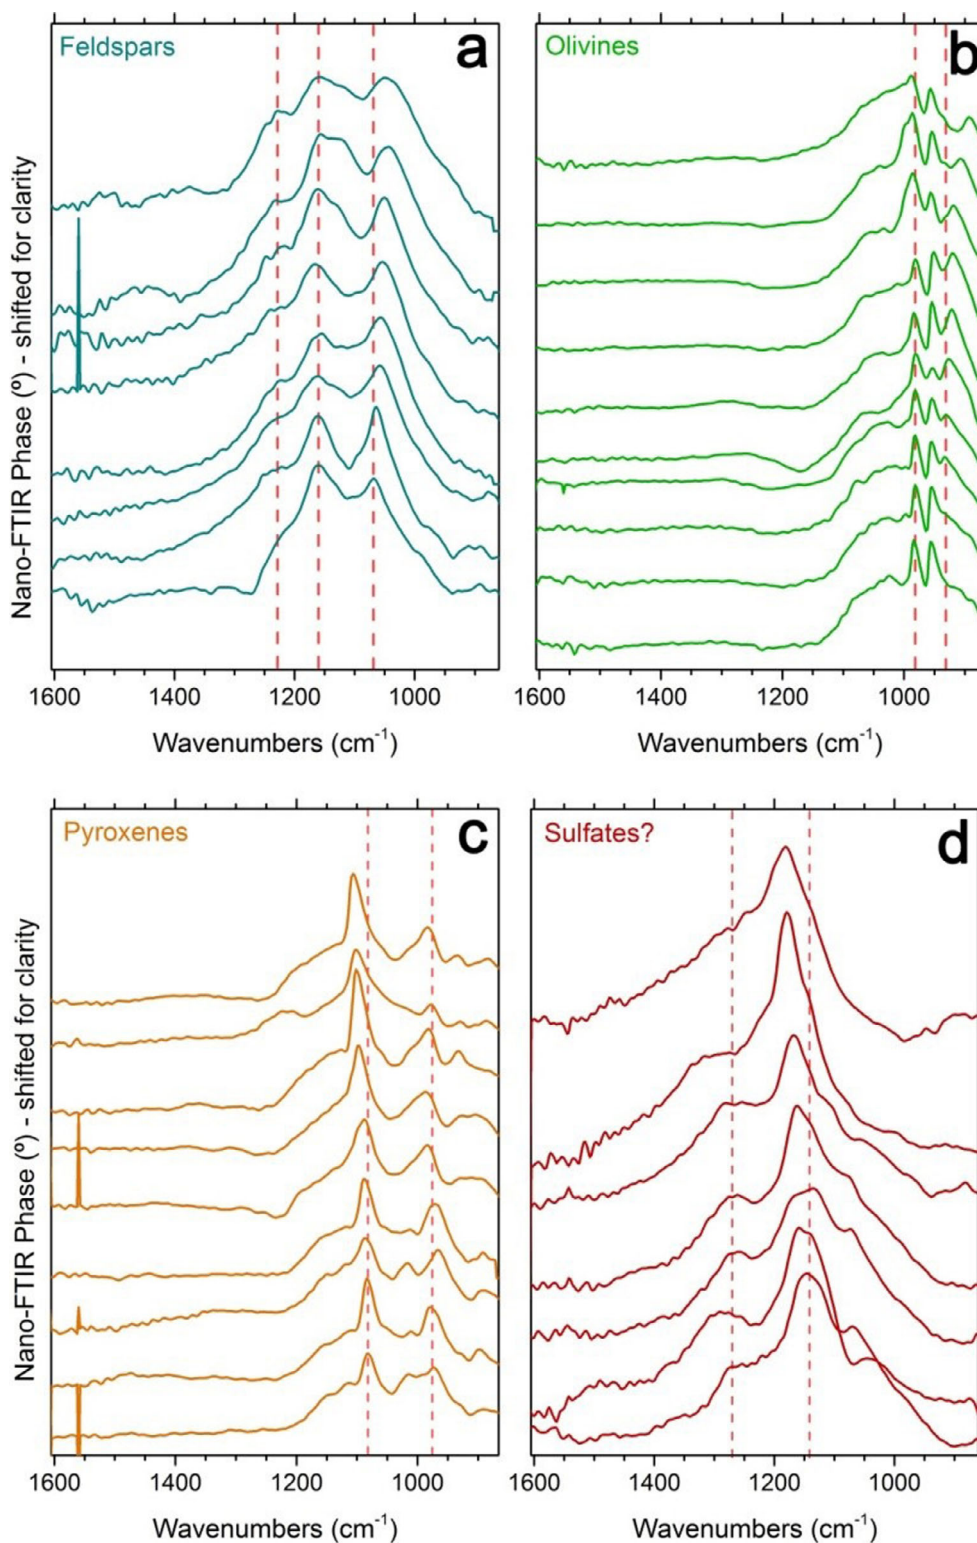 Feldspars
a
Olivines
b
Nano-FTIR Phase (º) - shifted for clarity
1600 1400 1200 1000
1600 1400 1200 1000
Wavenumbers (cm-1)
Wavenumbers (cm-1)
Pyroxenes
c
Sulfates?
d
Nano-FTIR Phase (º) - shifted for clarity
1600 1400 1200 1000
1600 1400 1200 1000
Wavenumbers (cm-1)
Wavenumbers (cm-1)